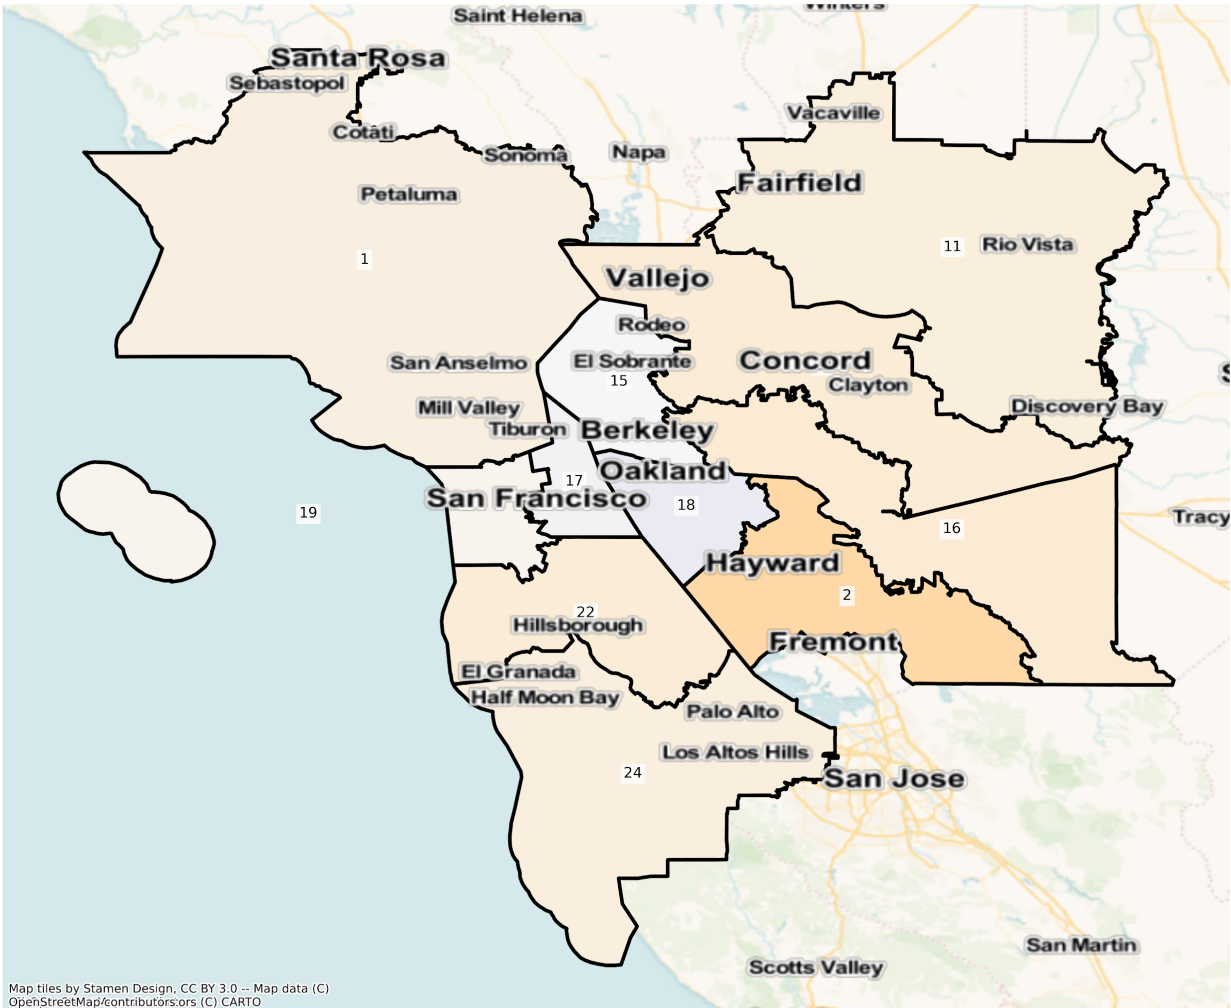 Winters
Saint Helena
Santa Rosa
Sebastopol
Vacaville
Cotati
Sonoma
Napa
Fairfield
Petaluma
11
Rio Vista
1
Vallejo
Rodeo
San Anselmo
El Sobrante
Concord
15
Clayton
Mill Valley
Discovery Bay
Tiburon
Berkeley
Oakland
17
San Francisco
18
19
Tracy
16
Hayward
2
22
Hillsborough
Fremont
El Granada
Half Moon Bay
Palo Alto
Los Altos Hills
24
San Jose
San Martin
Scotts Valley
Map tiles by Stamen Design, CC BY 3.0 -- Map data (C)
OpenStreetMap contributors (C) CARTO